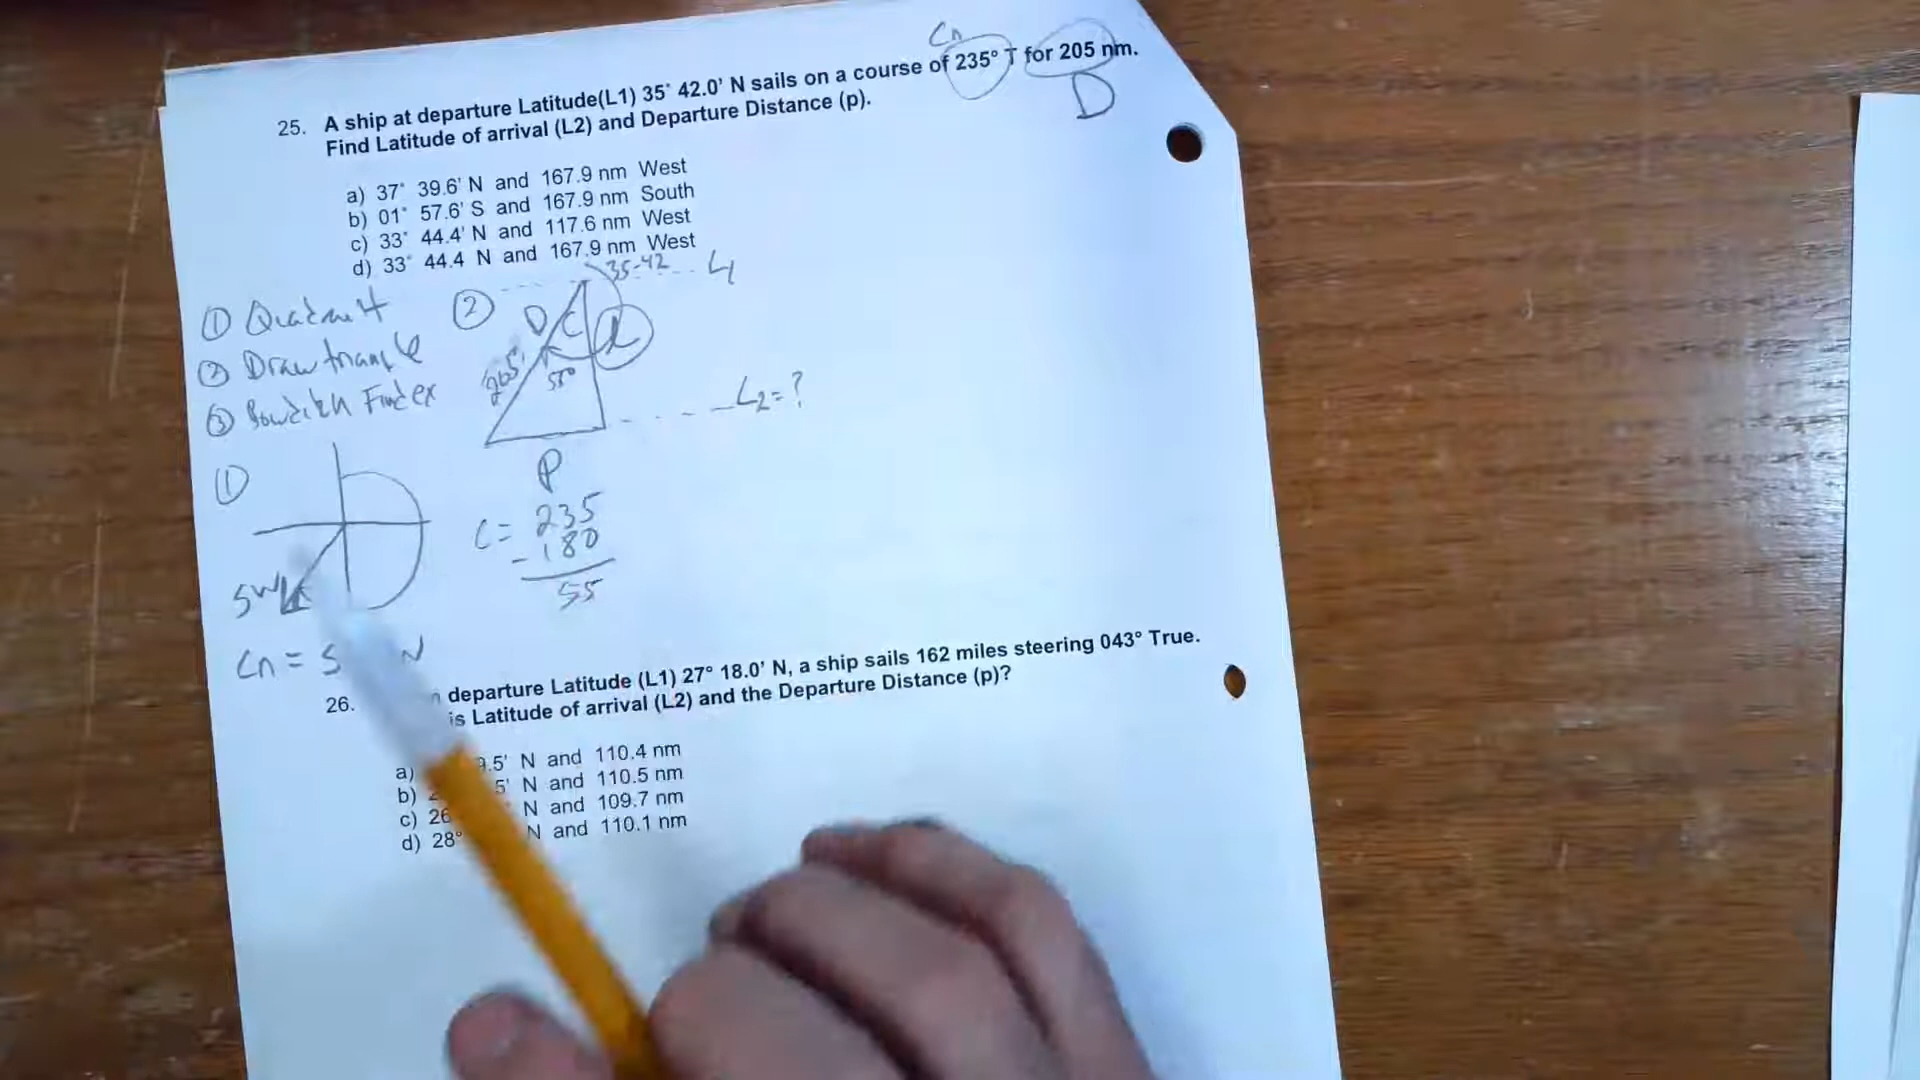 Cn
25. A ship at departure Latitude(L1) 35° 42.0' N sails on a course of 235° T for 205 nm.
Find Latitude of arrival (L2) and Departure Distance (p).
D
a) 37° 39.6' N and 167.9 nm West
b) 01° 57.6' S and 167.9 nm South
c) 33° 44.4' N and 117.6 nm West
d) 33° 44.4 N and 167.9 nm West
① Quadrant
② Draw triangle
③ Bowditch Findex
② 35-42 L1
D C l
205 55°
L2 = ?
P
①
SW
C = 235
- 180
55
Cn = S W
26. departure Latitude (L1) 27° 18.0' N, a ship sails 162 miles steering 043° True.
is Latitude of arrival (L2) and the Departure Distance (p)?
a) .5' N and 110.4 nm
b) 5' N and 110.5 nm
c) 26 N and 109.7 nm
d) 28° N and 110.1 nm